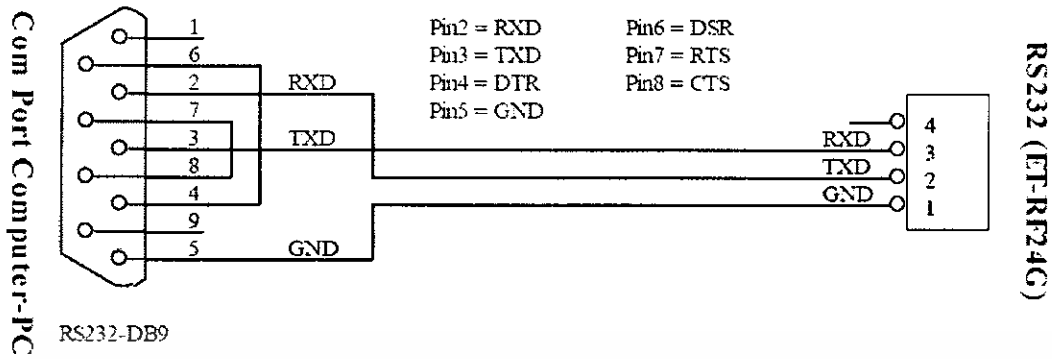 Com Port Computer-PC
1
6
2
7
3
8
4
9
5
RXD
TXD
GND
RS232-DB9
Pin2 = RXD Pin6 = DSR
Pin3 = TXD Pin7 = RTS
Pin4 = DTR Pin8 = CTS
Pin5 = GND
RXD
TXD
GND
4
3
2
1
RS232 (ET-RF24G)